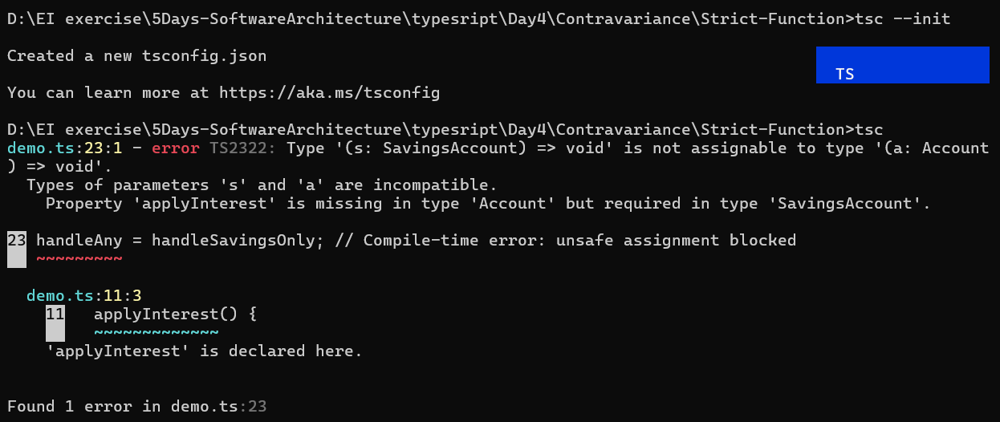 D:\EI exercise\5Days-SoftwareArchitecture\typesript\Day4\Contravariance\Strict-Function>tsc --init
Created a new tsconfig.json
TS
You can learn more at https://aka.ms/tsconfig
D:\EI exercise\5Days-SoftwareArchitecture\typesript\Day4\Contravariance\Strict-Function>tsc
demo.ts:23:1 - error TS2322: Type '(s: SavingsAccount) => void' is not assignable to type '(a: Account
) => void'.
  Types of parameters 's' and 'a' are incompatible.
    Property 'applyInterest' is missing in type 'Account' but required in type 'SavingsAccount'.
23 handleAny = handleSavingsOnly; // Compile-time error: unsafe assignment blocked
   ~~~~~~~~~
  demo.ts:11:3
    11   applyInterest() {
         ~~~~~~~~~~~~~
    'applyInterest' is declared here.
Found 1 error in demo.ts:23